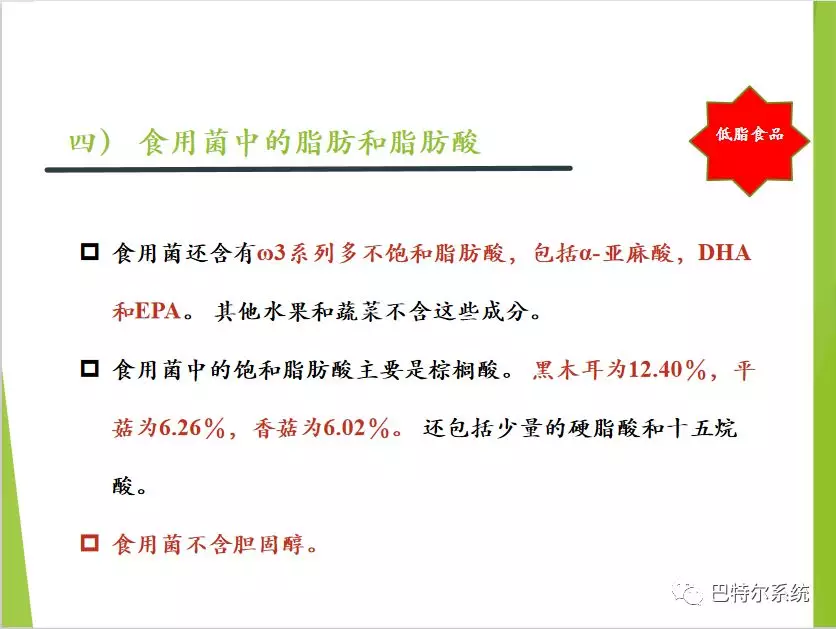 低脂食品
四） 食用菌中的脂肪和脂肪酸
食用菌还含有ω3系列多不饱和脂肪酸，包括α-亚麻酸，DHA
和EPA。 其他水果和蔬菜不含这些成分。
食用菌中的饱和脂肪酸主要是棕榈酸。 黑木耳为12.40％，平
菇为6.26％，香菇为6.02％。 还包括少量的硬脂酸和十五烷
酸。
食用菌不含胆固醇。
巴特尔系统